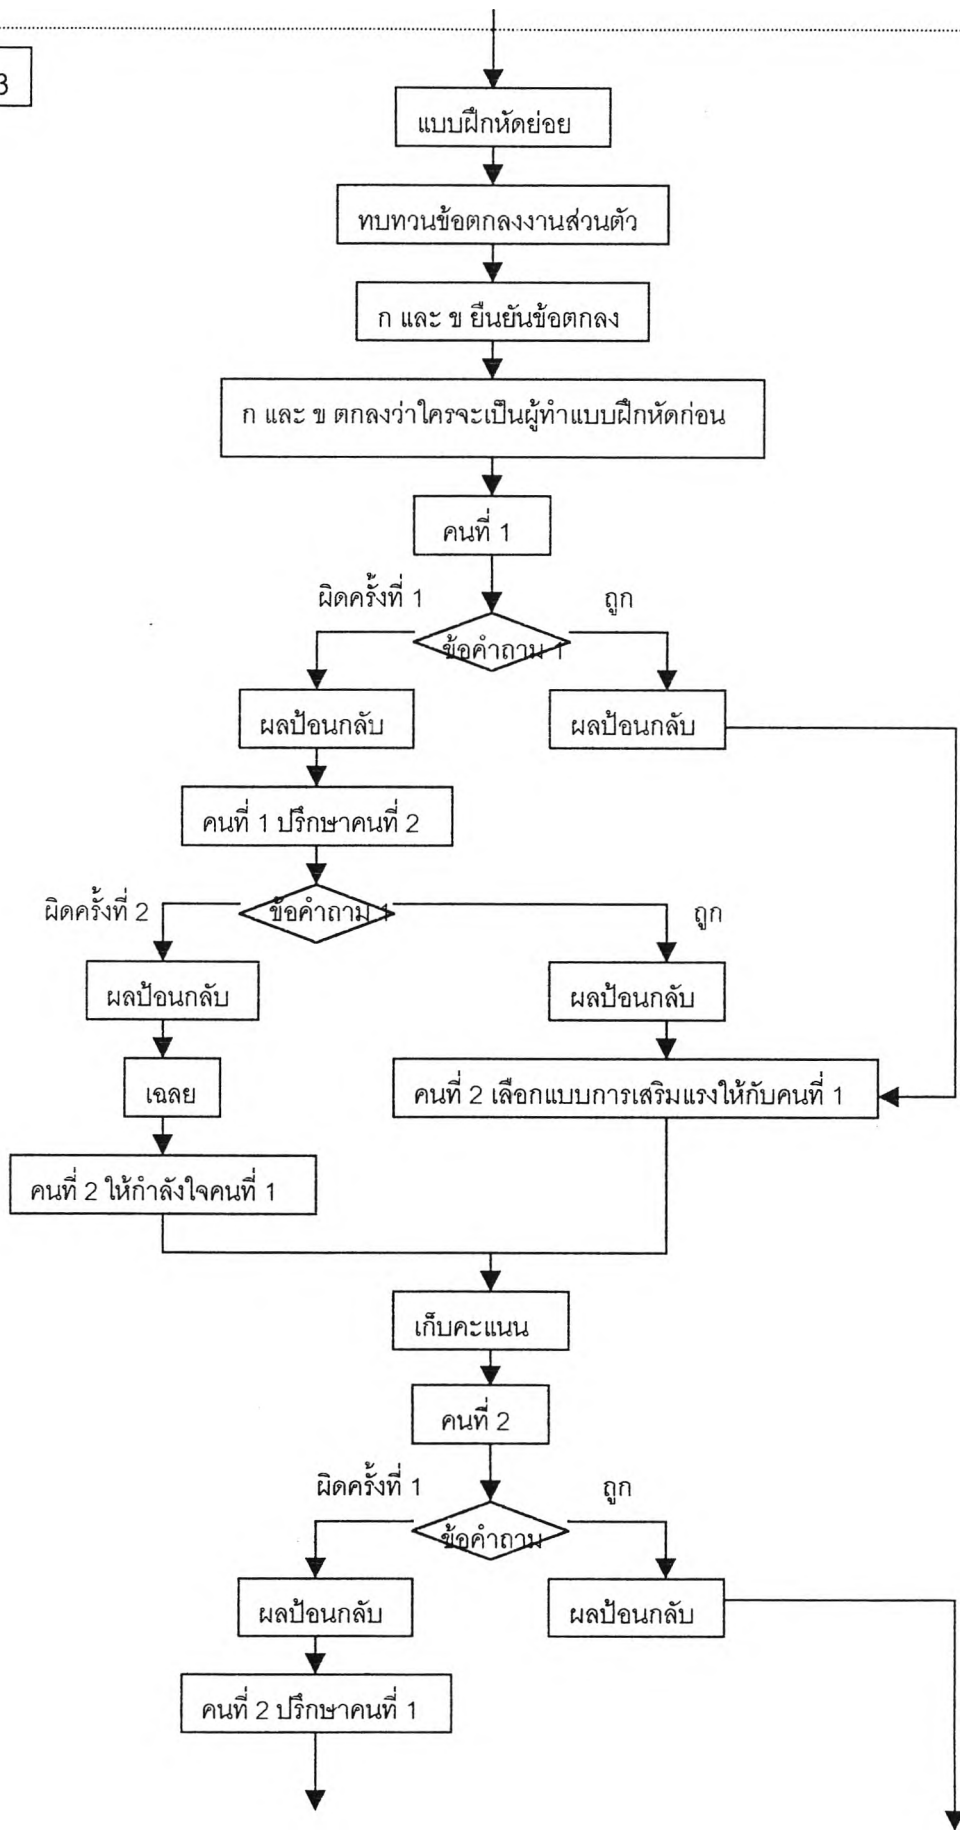 3
แบบฝึกหัดย่อย
ทบทวนข้อตกลงงานส่วนตัว
ก และ ข ยืนยันข้อตกลง
ก และ ข ตกลงว่าใครจะเป็นผู้ทำแบบฝึกหัดก่อน
คนที่ 1
ผิดครั้งที่ 1 ถูก
ข้อคำถาม 1
ผลป้อนกลับ ผลป้อนกลับ
คนที่ 1 ปรึกษาคนที่ 2
ผิดครั้งที่ 2 ข้อคำถาม 1 ถูก
ผลป้อนกลับ ผลป้อนกลับ
เฉลย คนที่ 2 เลือกแบบการเสริมแรงให้กับคนที่ 1
คนที่ 2 ให้กำลังใจคนที่ 1
เก็บคะแนน
คนที่ 2
ผิดครั้งที่ 1 ถูก
ข้อคำถาม
ผลป้อนกลับ ผลป้อนกลับ
คนที่ 2 ปรึกษาคนที่ 1